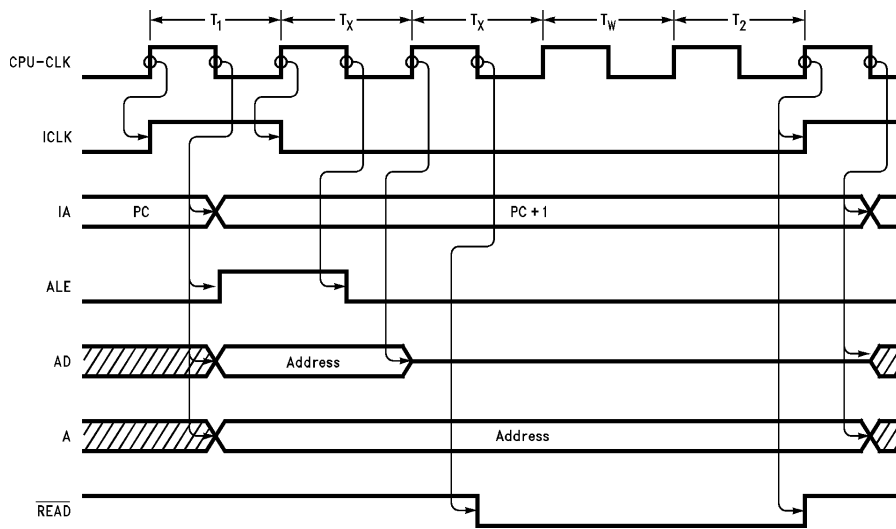 T1 TX TX TW T2
CPU-CLK
ICLK
IA PC PC + 1
ALE
AD Address
A Address
READ